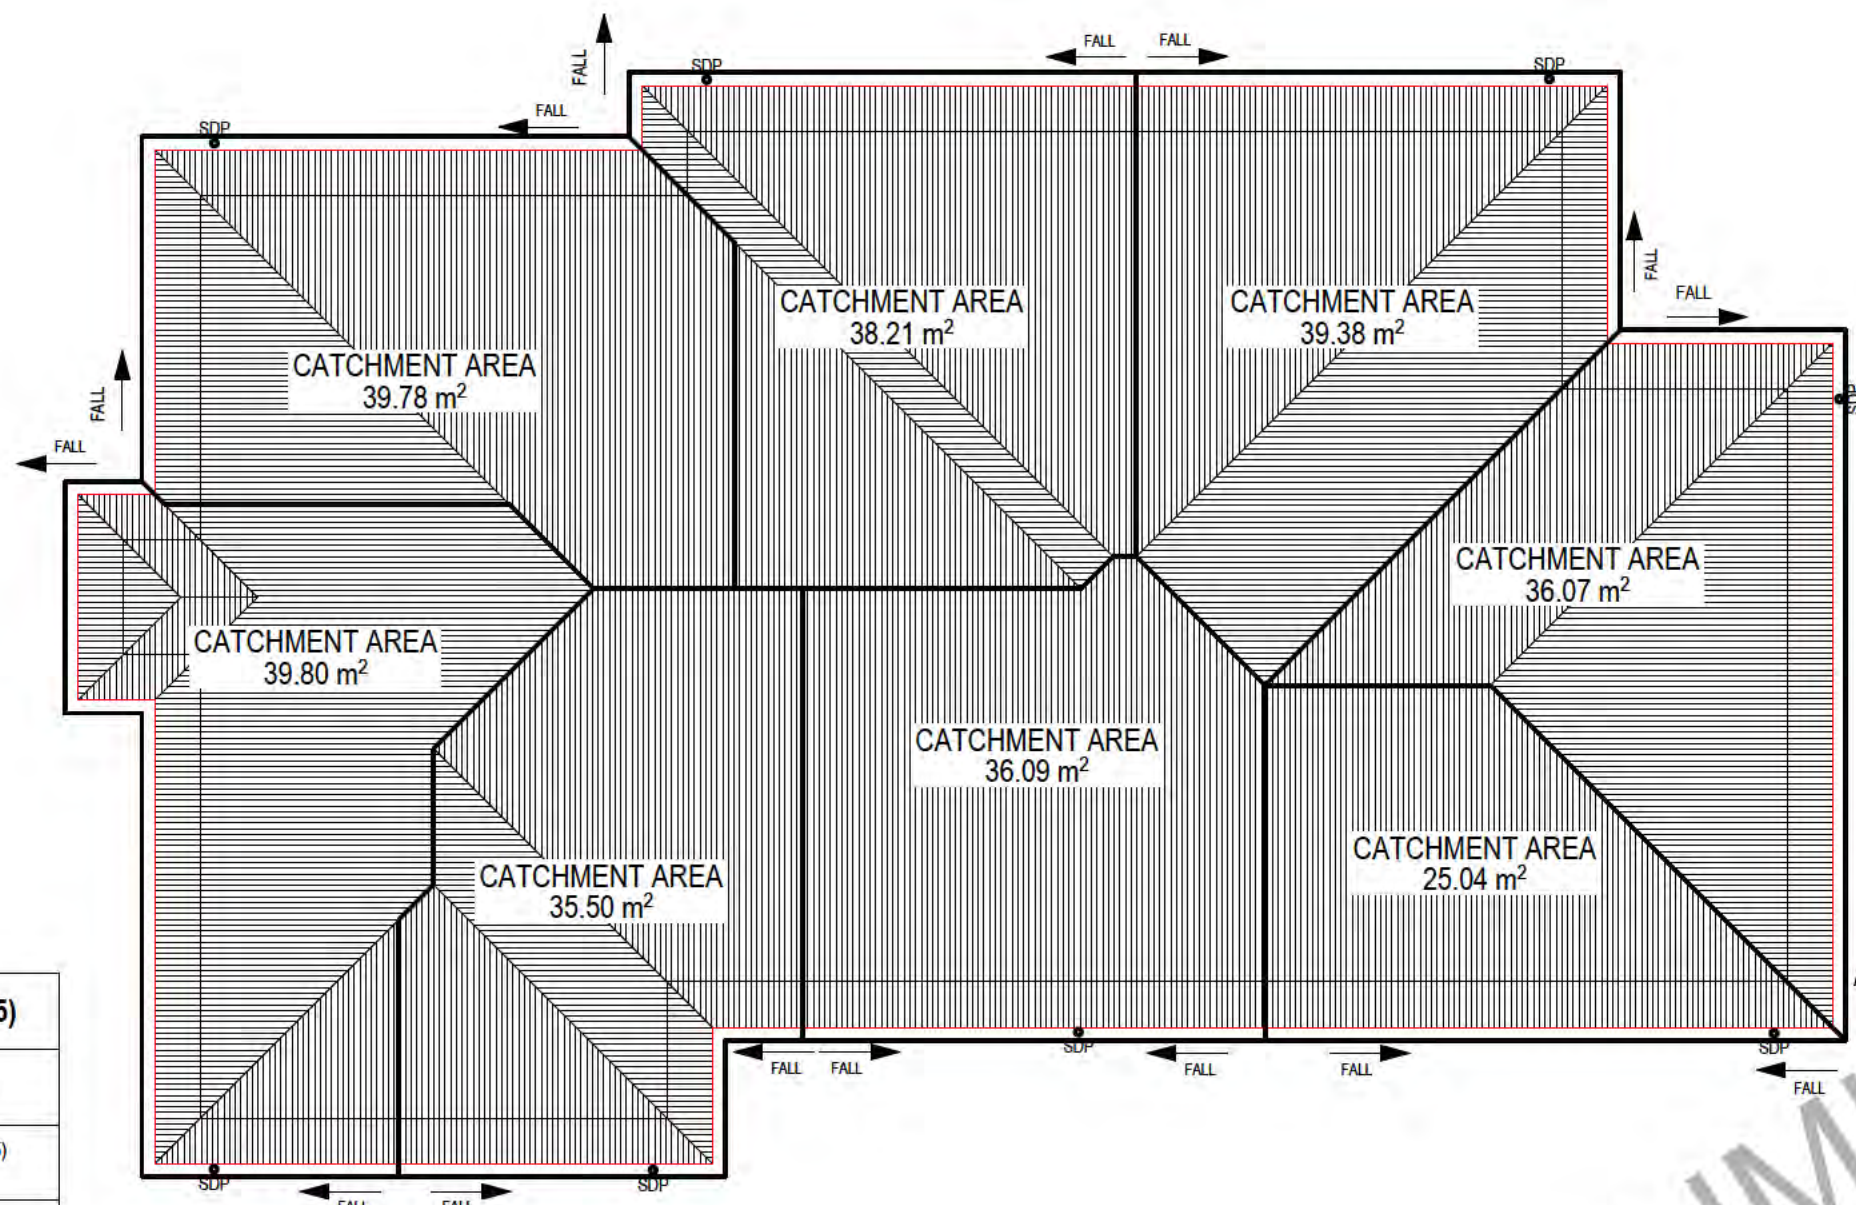 FALL
FALL
FALL
SDP
SDP
FALL
SDP
FALL
FALL
CATCHMENT AREA
38.21 m²
CATCHMENT AREA
39.38 m²
CATCHMENT AREA
39.78 m²
FALL
FALL
SDP
CATCHMENT AREA
36.07 m²
CATCHMENT AREA
39.80 m²
CATCHMENT AREA
36.09 m²
CATCHMENT AREA
25.04 m²
CATCHMENT AREA
35.50 m²
5)
SDP
SDP
FALL
FALL
FALL
FALL
FALL
SDP
SDP
FALL
FALL